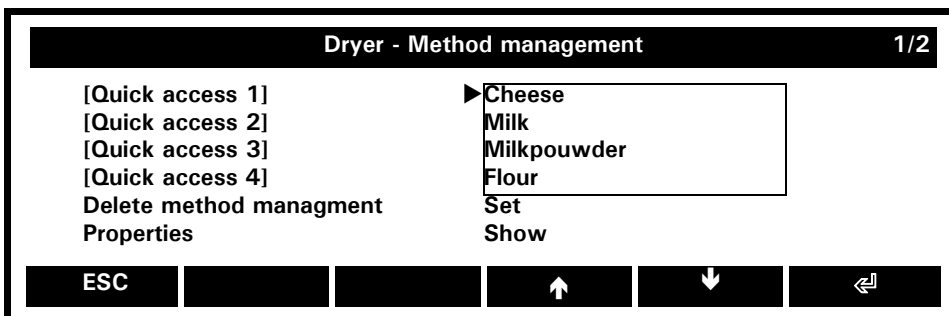 Dryer - Method management 1/2
[Quick access 1] ▶Cheese
[Quick access 2] Milk
[Quick access 3] Milkpouwder
[Quick access 4] Flour
Delete method managment Set
Properties Show
ESC